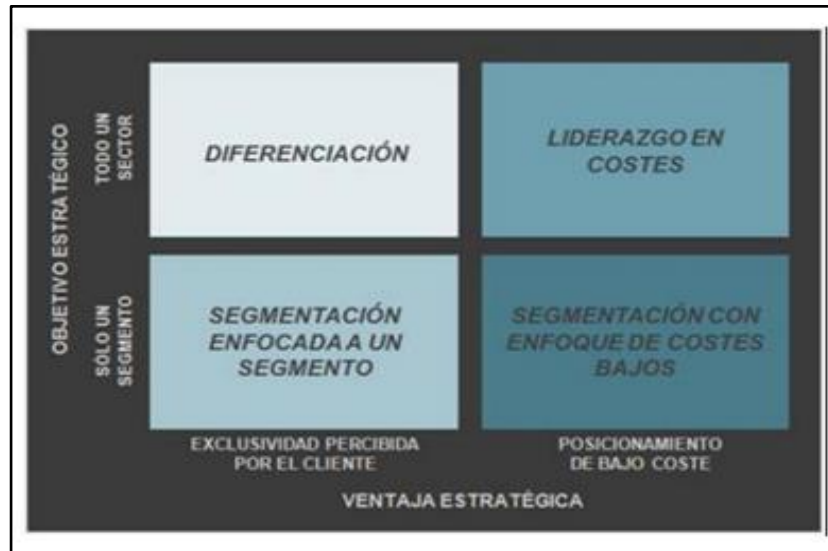 OBJETIVO ESTRATÉGICO
TODO UN
SECTOR
DIFERENCIACIÓN
LIDERAZGO EN
COSTES
SÓLO UN
SEGMENTO
SEGMENTACIÓN
ENFOCADA A UN
SEGMENTO
SEGMENTACIÓN CON
ENFOQUE DE COSTES
BAJOS
EXCLUSIVIDAD PERCIBIDA
POR EL CLIENTE
POSICIONAMIENTO
DE BAJO COSTE
VENTAJA ESTRATÉGICA